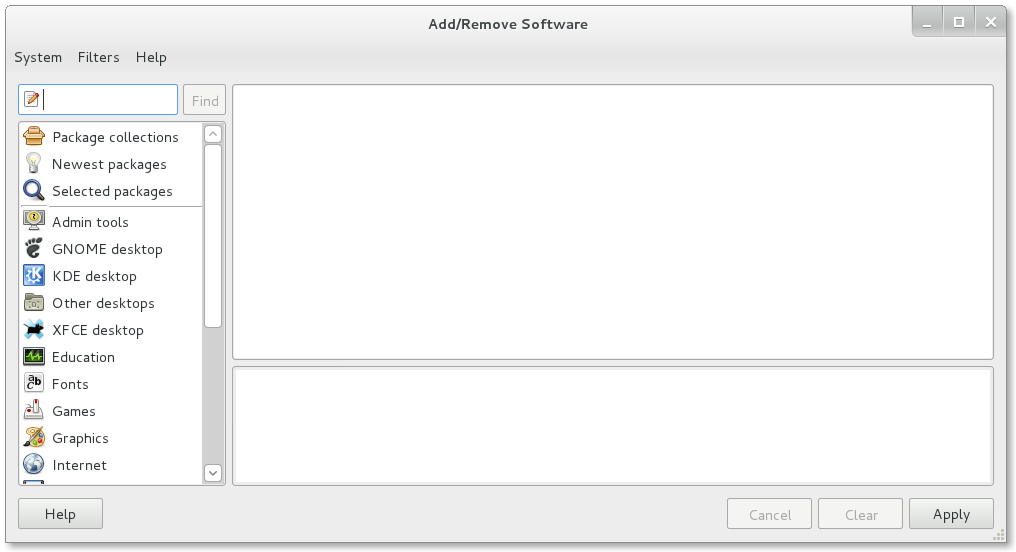 Add/Remove Software
System Filters Help
Find
Package collections
Newest packages
Selected packages
Admin tools
GNOME desktop
KDE desktop
Other desktops
XFCE desktop
Education
Fonts
Games
Graphics
Internet
Help Cancel Clear Apply